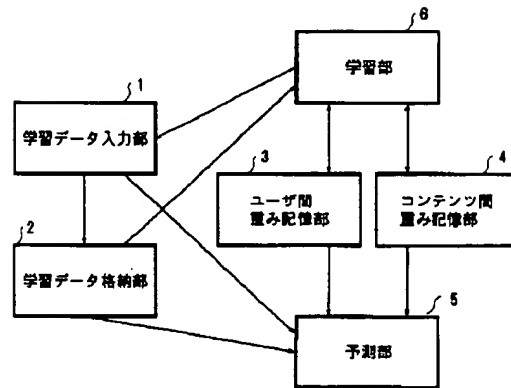 6
学習部
1
学習データ入力部
3
ユーザ間
重み記憶部
4
コンテンツ間
重み記憶部
2
学習データ格納部
5
予測部